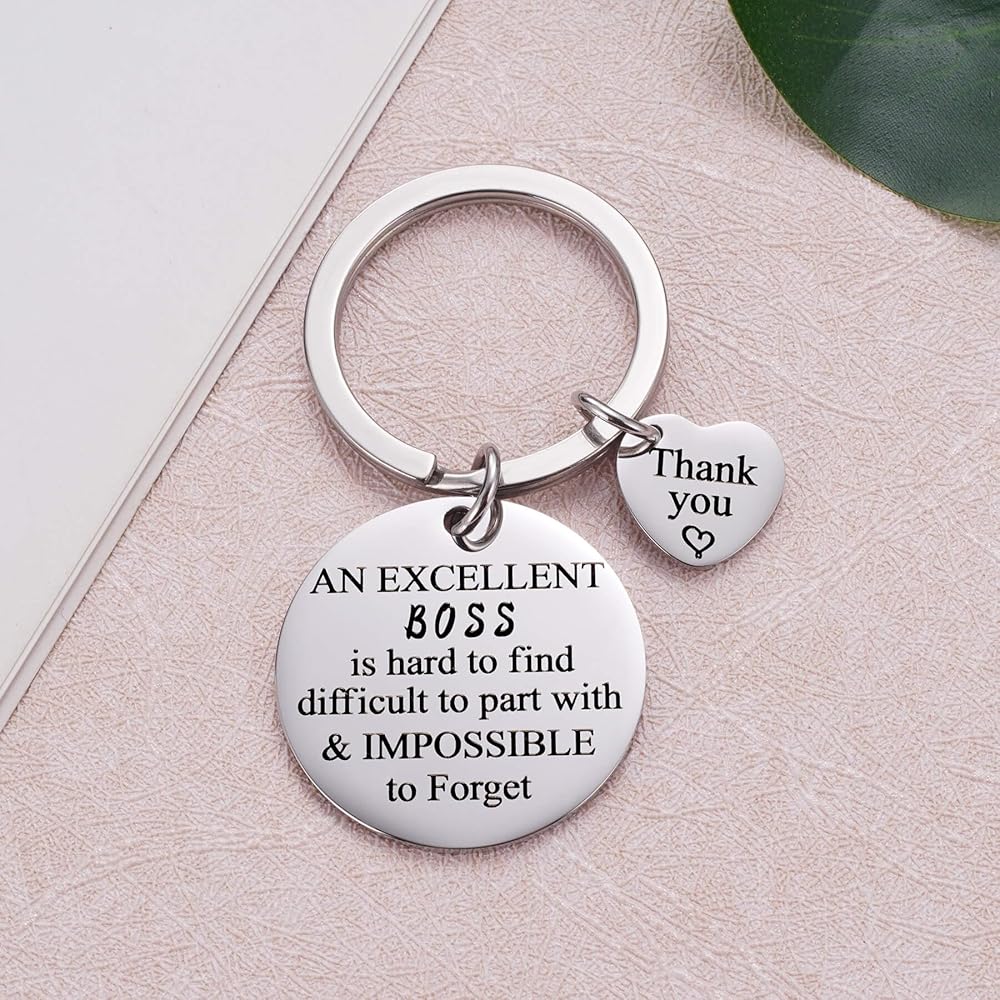 AN EXCELLENT
BOSS
is hard to find
difficult to part with
& IMPOSSIBLE
to Forget
Thank
you